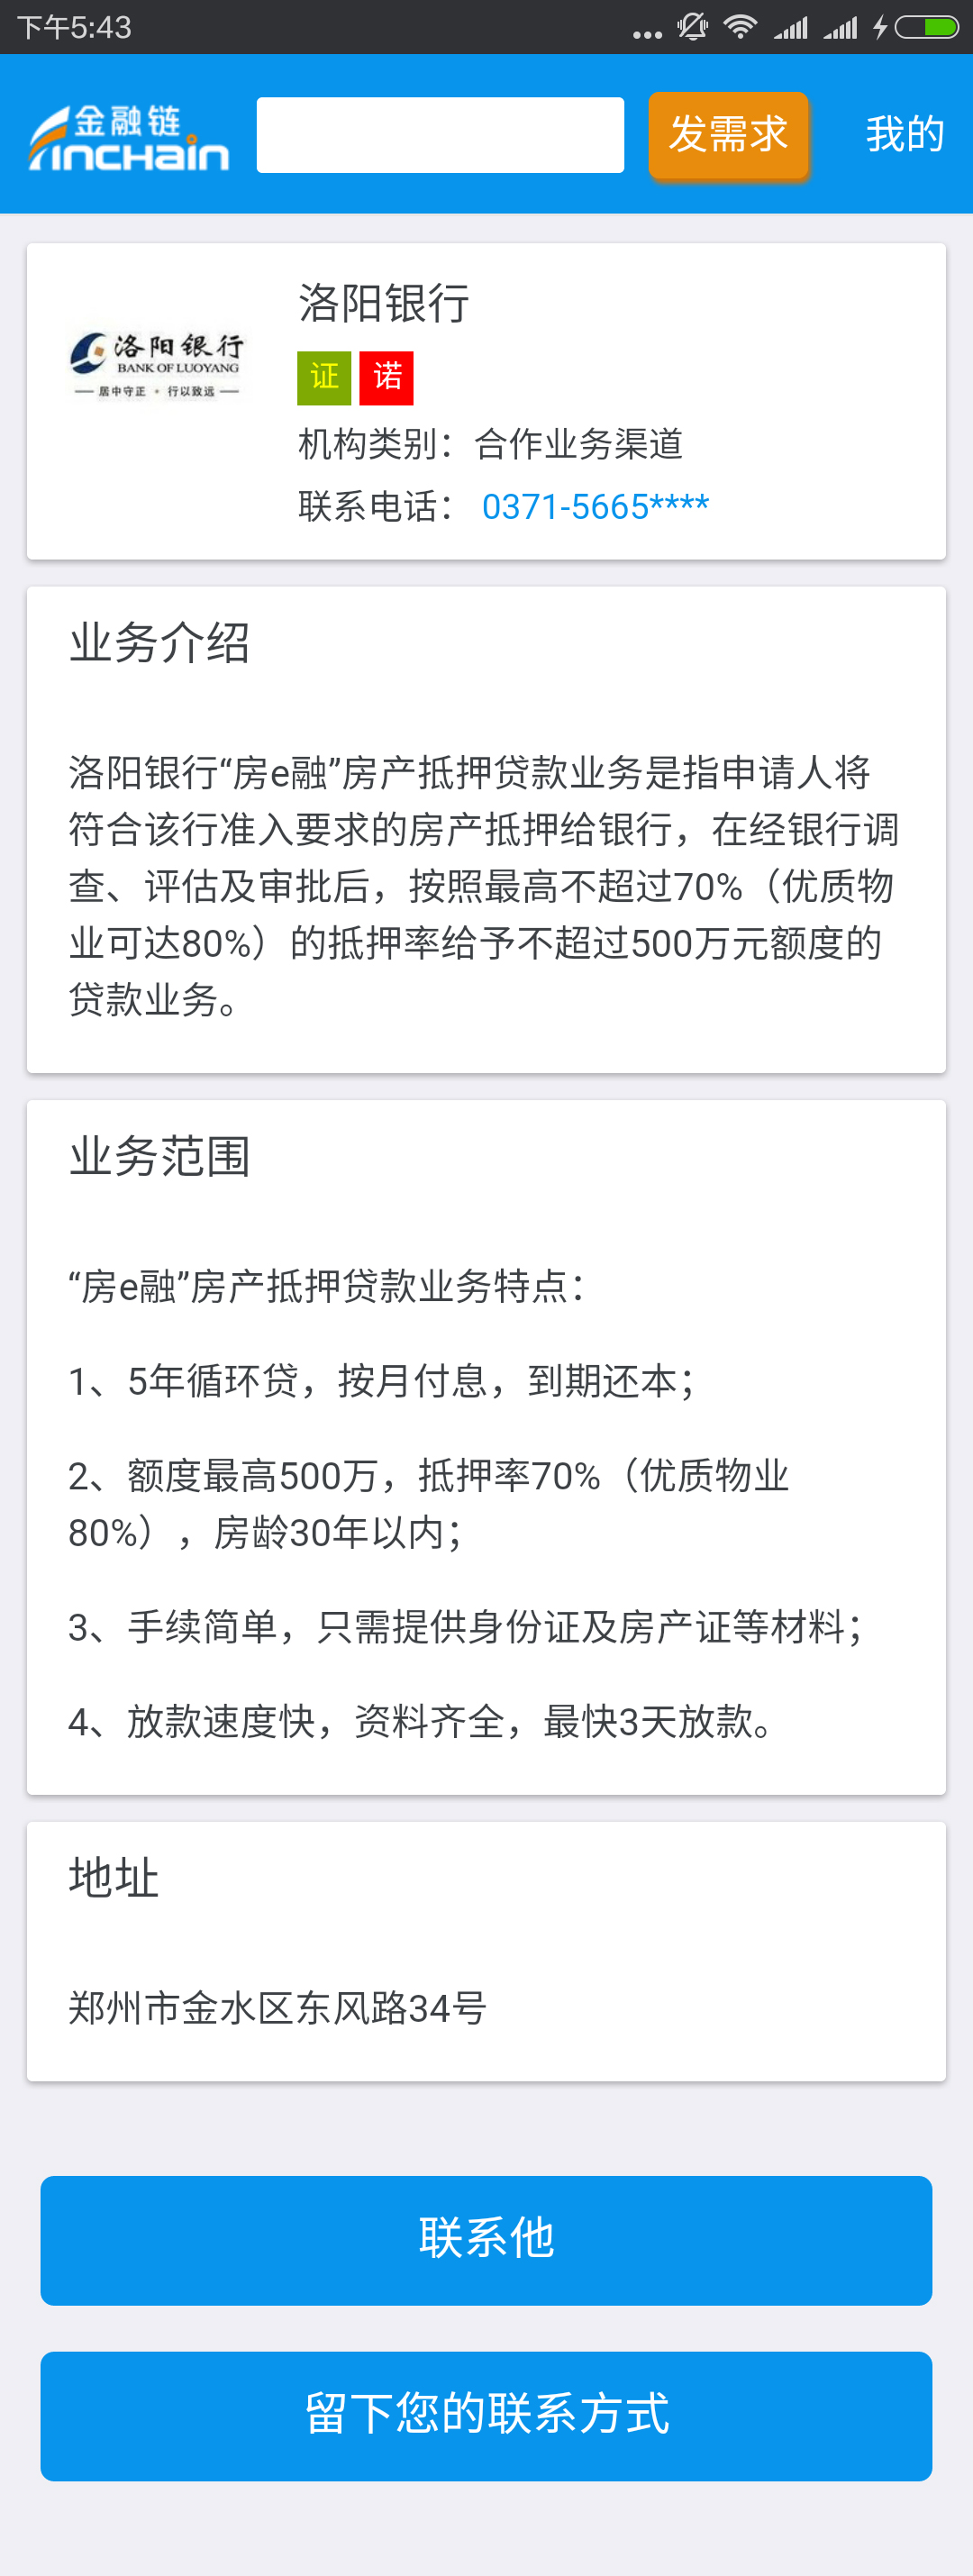 下午5:43
金融链
FINCHAIN
发需求
我的
洛阳银行
BANK OF LUOYANG
居中守正 · 行以致远
洛阳银行
证 诺
机构类别：合作业务渠道
联系电话： 0371-5665****
业务介绍
洛阳银行“房e融”房产抵押贷款业务是指申请人将
符合该行准入要求的房产抵押给银行，在经银行调
查、评估及审批后，按照最高不超过70%（优质物
业可达80%）的抵押率给予不超过500万元额度的
贷款业务。
业务范围
“房e融”房产抵押贷款业务特点：
1、5年循环贷，按月付息，到期还本；
2、额度最高500万，抵押率70%（优质物业
80%），房龄30年以内；
3、手续简单，只需提供身份证及房产证等材料；
4、放款速度快，资料齐全，最快3天放款。
地址
郑州市金水区东风路34号
联系他
留下您的联系方式